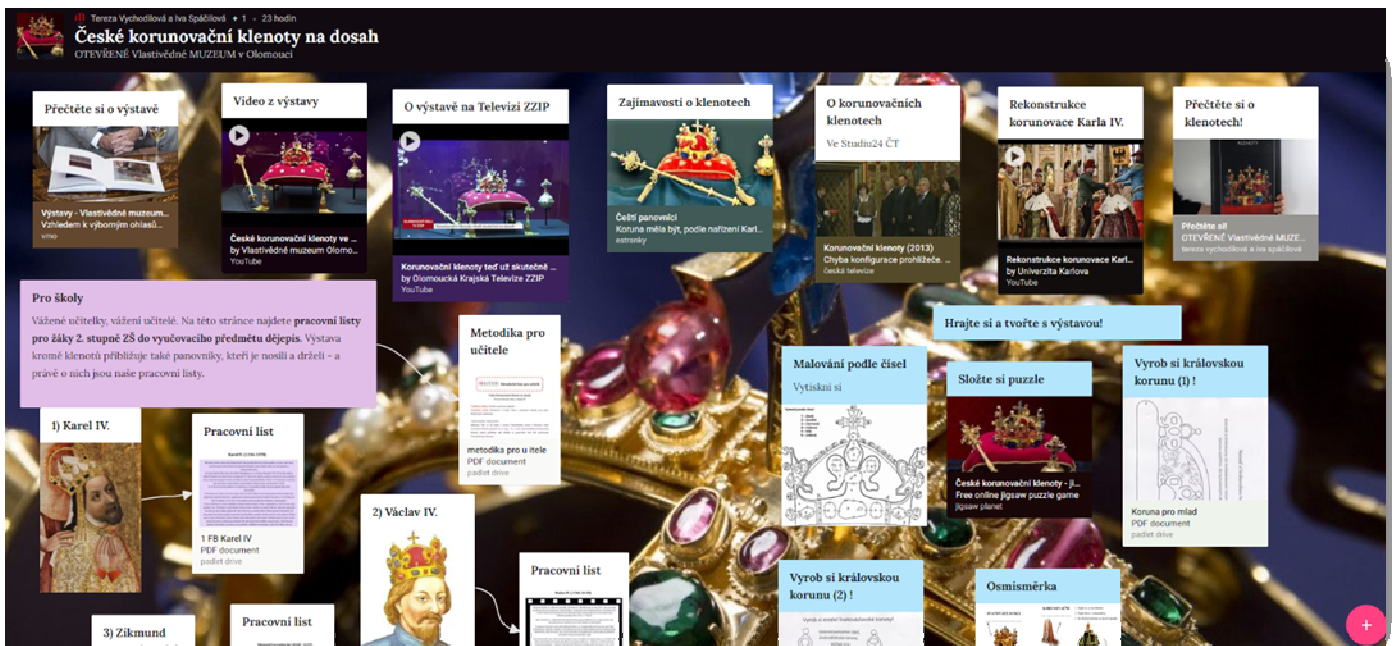 Tereza Vychodilová a Iva Spáčilová + 1 • 23 hodin
České korunovační klenoty na dosah
OTEVŘENÉ Vlastivědné MUZEUM v Olomouci
Přečtěte si o výstavě
Výstavy - Vlastivědné muzeum...
Vzhledem k výborným ohlasů...
vmo
Video z výstavy
České korunovační klenoty ve ...
by Vlastivědné muzeum Olomo...
YouTube
O výstavě na Televizi ZZIP
Korunovační klenoty teď už skutečně ...
by Olomoucká Krajská Televize ZZIP
YouTube
Zajímavosti o klenotech
Čeští panovníci
Koruna měla být, podle nařízení Karl...
estranky
O korunovačních
klenotech
Ve Studiu24 ČT
Korunovační klenoty (2013)
Chyba konfigurace prohlížeče. ...
česká televize
Rekonstrukce
korunovace Karla IV.
Rekonstrukce korunovace Karl...
by Univerzita Karlova
YouTube
Přečtěte si o
klenotech!
KLENOTY
Přečtěte si!
OTEVŘENÉ Vlastivědné MUZE...
tereza vychodilová a iva spáčilová
Pro školy
Vážené učitelky, vážení učitelé. Na této stránce najdete pracovní listy
pro žáky 2. stupně ZŠ do vyučovacího předmětu dějepis. Výstava
kromě klenotů přibližuje také panovníky, kteří je nosili a drželi - a
právě o nich jsou naše pracovní listy.
Metodika pro
učitele
metodika pro u itele
PDF document
padlet drive
1) Karel IV.
Pracovní list
1 FB Karel IV
PDF document
padlet drive
2) Václav IV.
Pracovní list
3) Zikmund
Pracovní list
Hrajte si a tvořte s výstavou!
Malování podle čísel
Vytiskni si
Složte si puzzle
České korunovační klenoty - ji...
Free online jigsaw puzzle game
jigsaw planet
Vyrob si královskou
korunu (1) !
Koruna pro mlad
PDF document
padlet drive
Vyrob si královskou
korunu (2) !
Osmisměrka
+